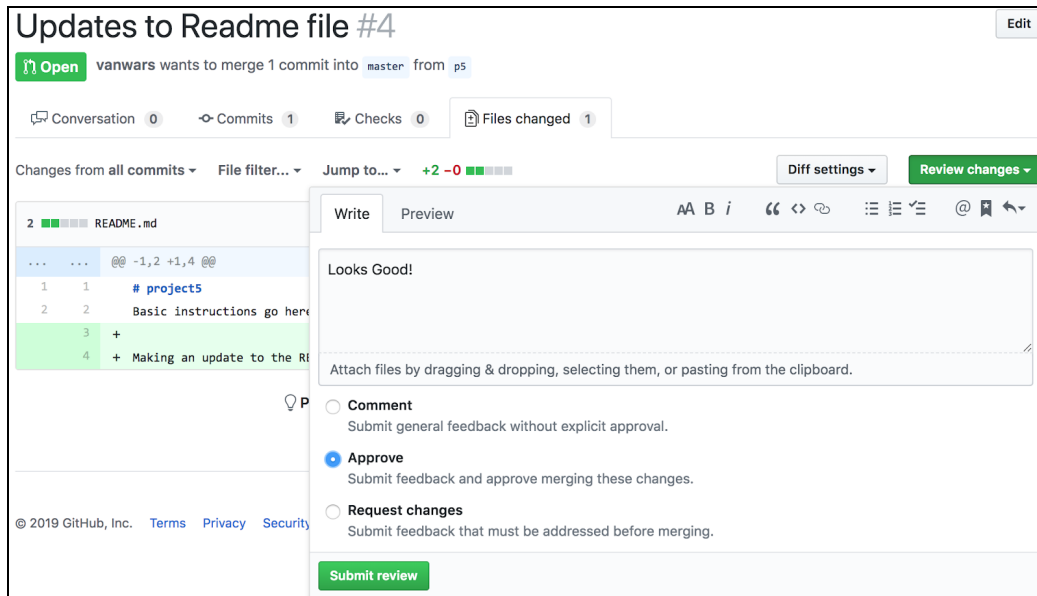 Updates to Readme file #4
Edit
Open vanwars wants to merge 1 commit into master from p5
Conversation 0 Commits 1 Checks 0 Files changed 1
Changes from all commits File filter... Jump to... +2 −0 Diff settings Review changes
Write Preview AA B i
2 README.md
... ... @@ -1,2 +1,4 @@
1 1 # project5
2 2 Basic instructions go here
3 +
4 + Making an update to the
Looks Good!
Attach files by dragging & dropping, selecting them, or pasting from the clipboard.
Comment
Submit general feedback without explicit approval.
Approve
Submit feedback and approve merging these changes.
Request changes
Submit feedback that must be addressed before merging.
© 2019 GitHub, Inc. Terms Privacy Security
Submit review